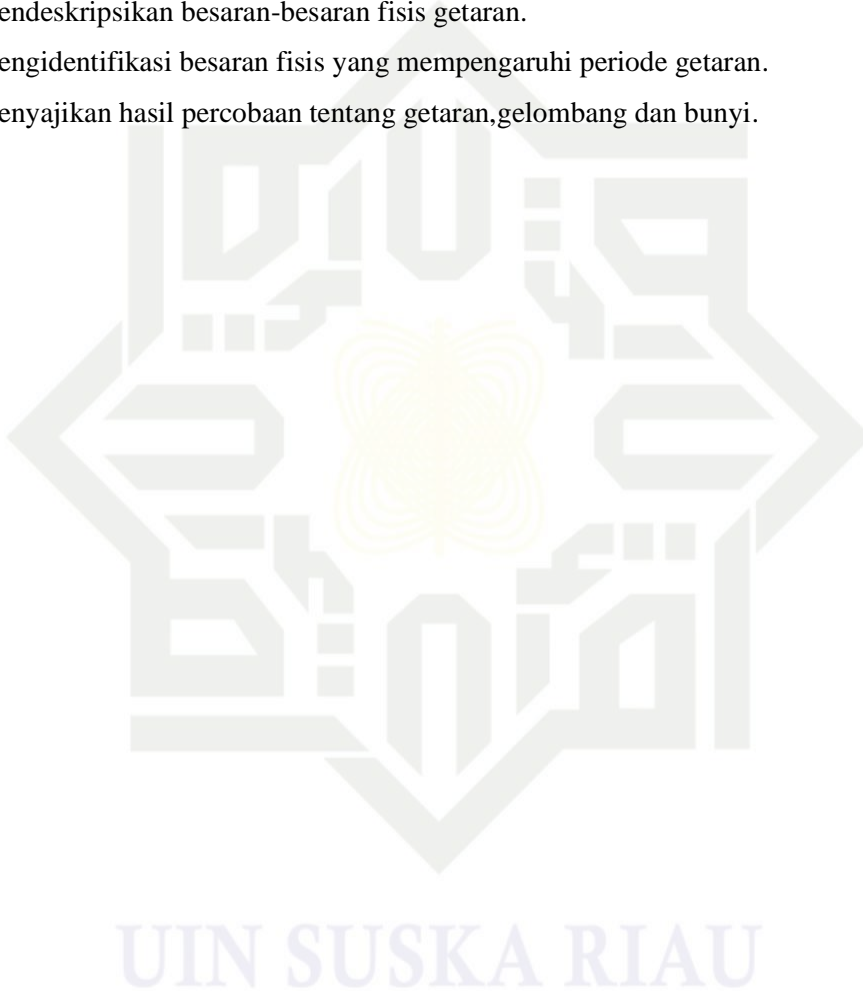 endeskripsikan besaran-besaran fisis getaran.
engidentifikasi besaran fisis yang mempengaruhi periode getaran.
enyajikan hasil percobaan tentang getaran,gelombang dan bunyi.
UIN SUSKA RIAU